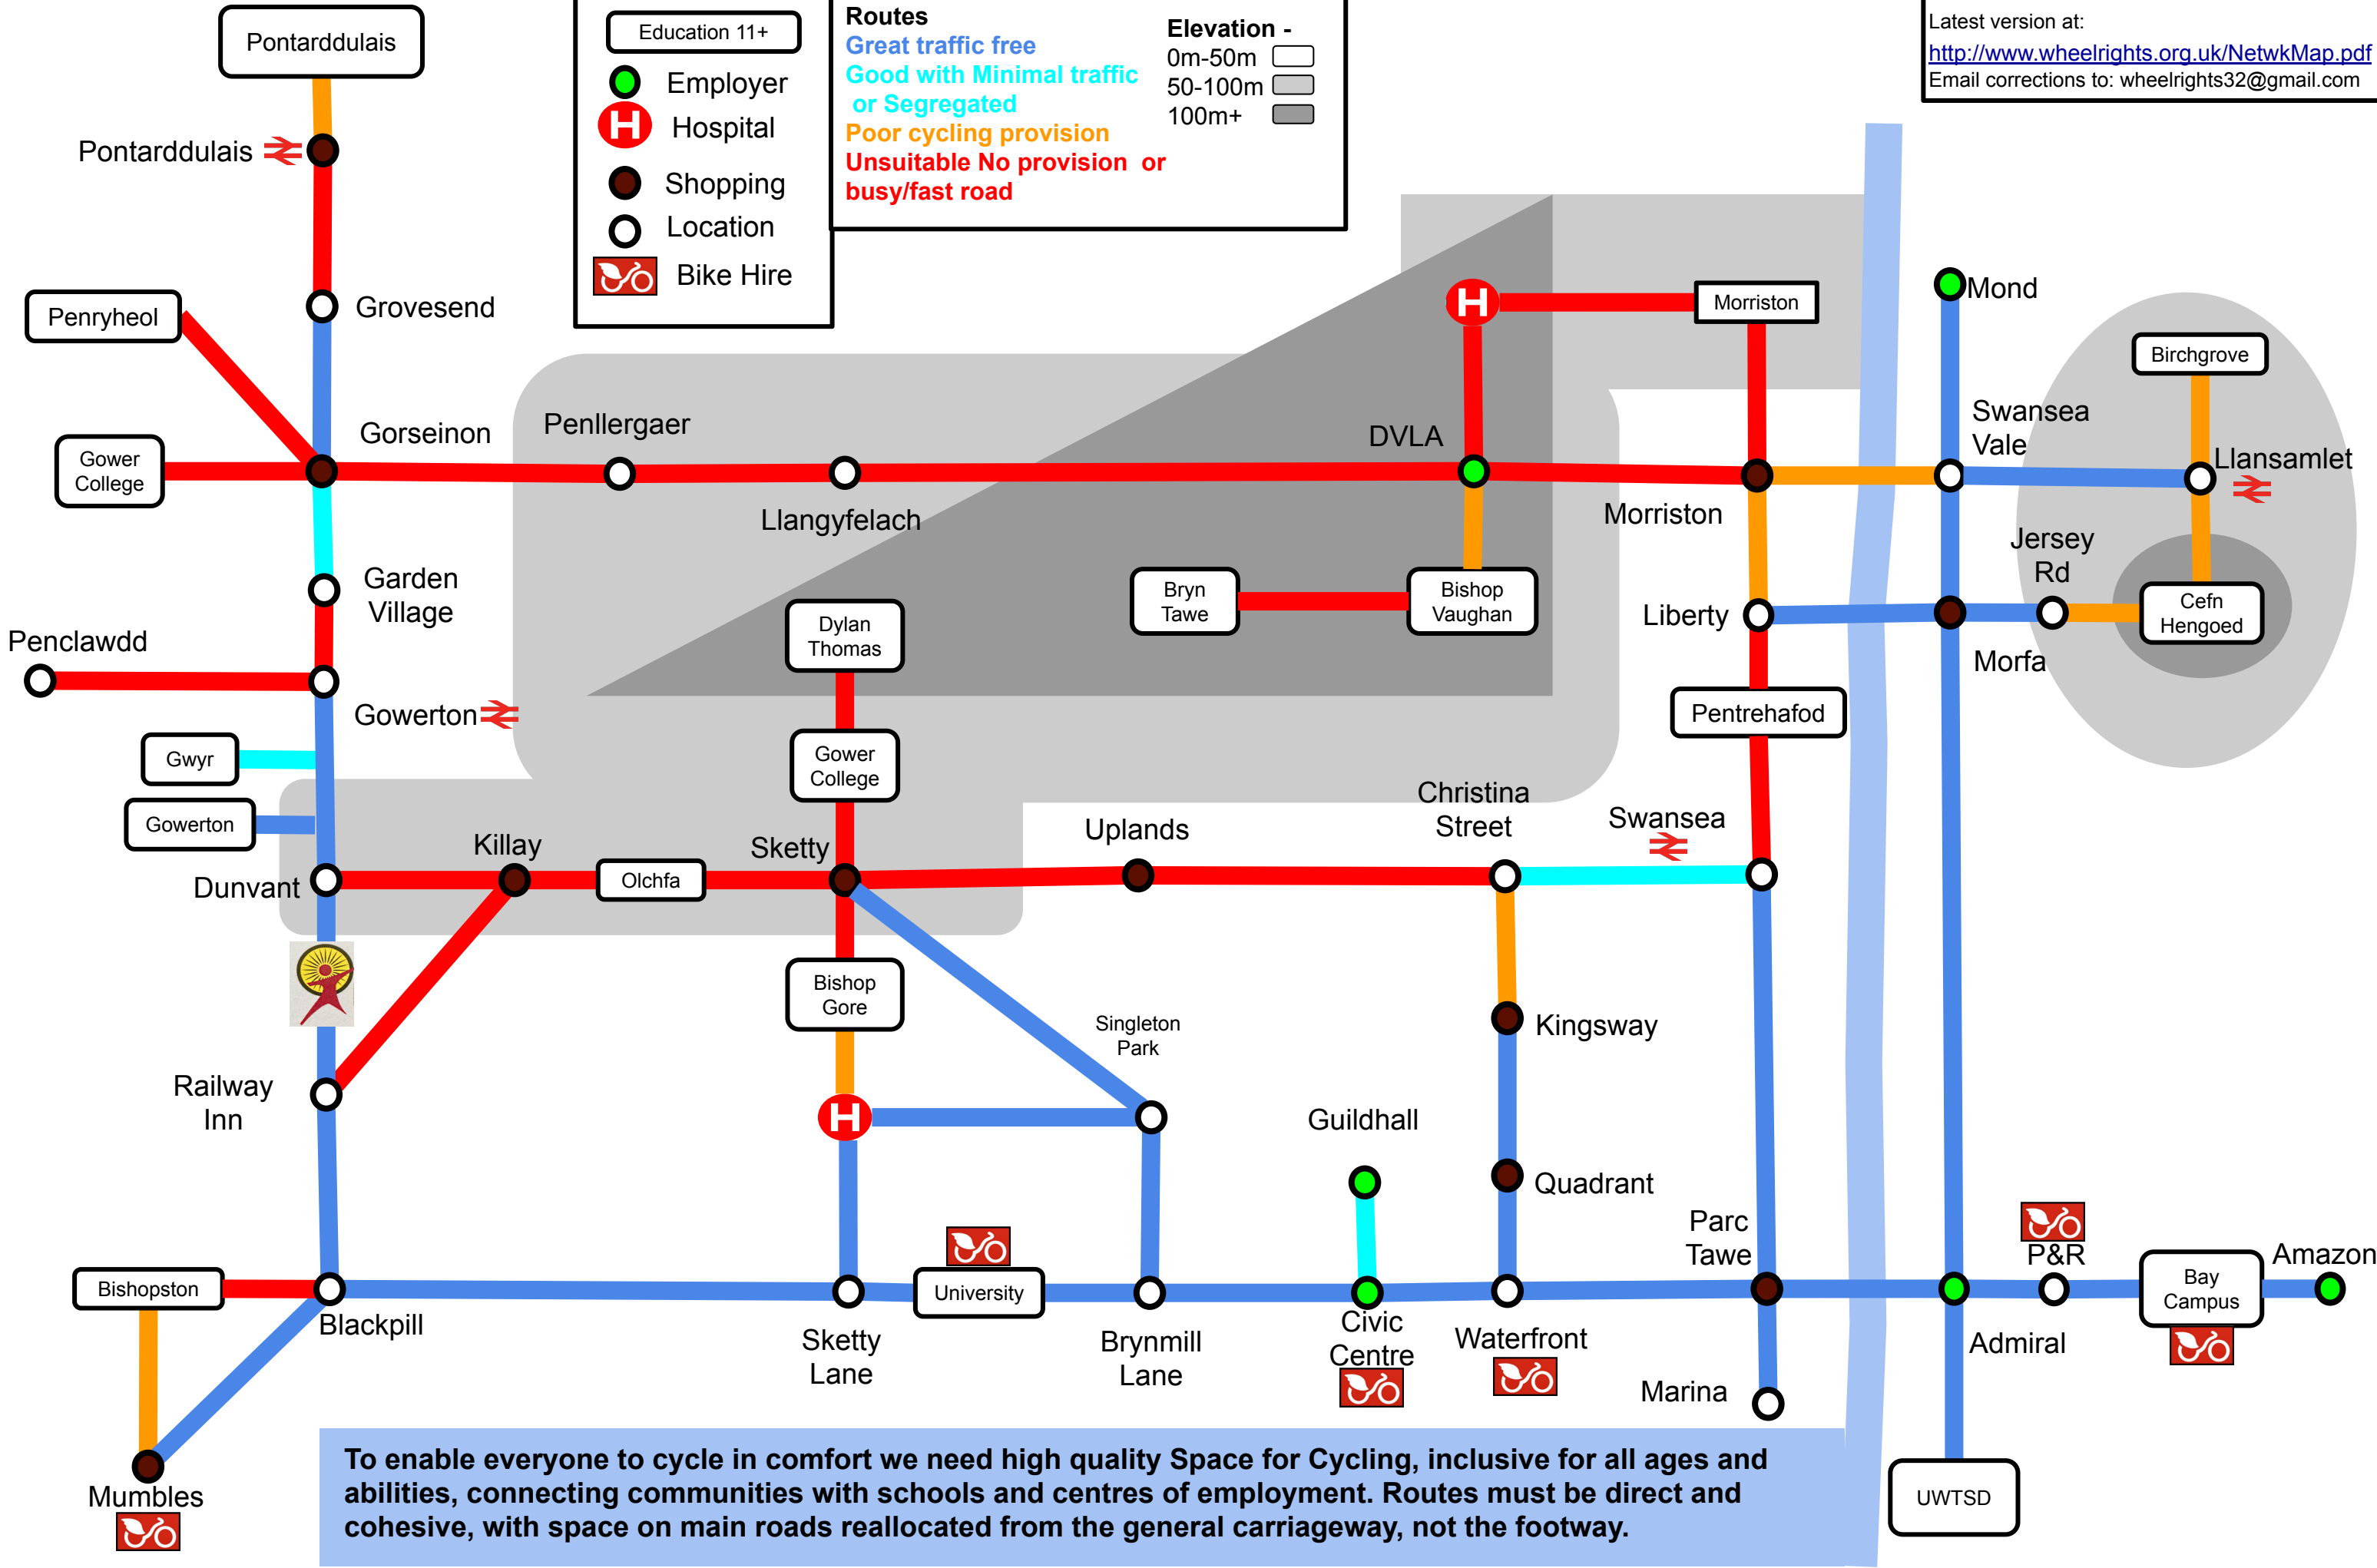 Pontarddulais
Education 11+
Employer
H
Hospital
Shopping
Location
Bike Hire
Routes
Great traffic free
Good with Minimal traffic
or Segregated
Poor cycling provision
Unsuitable No provision or
busy/fast road
Elevation -
0m-50m
50-100m
100m+
Latest version at:
http://www.wheelrights.org.uk/NetwkMap.pdf
Email corrections to: wheelrights32@gmail.com
Pontarddulais
Penryheol
Grovesend
H
Morriston
Mond
Birchgrove
Gorseinon
Penllergaer
DVLA
Swansea
Vale
Gower
College
Llangyfelach
Morriston
Llansamlet
Jersey
Rd
Garden
Village
Bryn
Tawe
Bishop
Vaughan
Liberty
Cefn
Hengoed
Penclawdd
Dylan
Thomas
Morfa
Gowerton
Pentrehafod
Gwyr
Gower
College
Gowerton
Christina
Street
Swansea
Killay
Sketty
Uplands
Dunvant
Olchfa
Bishop
Gore
Singleton
Park
Kingsway
Railway
Inn
H
Guildhall
Quadrant
Parc
Tawe
P&R
Amazon
Bishopston
University
Bay
Campus
Blackpill
Sketty
Lane
Brynmill
Lane
Civic
Centre
Waterfront
Admiral
Marina
Mumbles
To enable everyone to cycle in comfort we need high quality Space for Cycling, inclusive for all ages and
abilities, connecting communities with schools and centres of employment. Routes must be direct and
cohesive, with space on main roads reallocated from the general carriageway, not the footway.
UWTSD